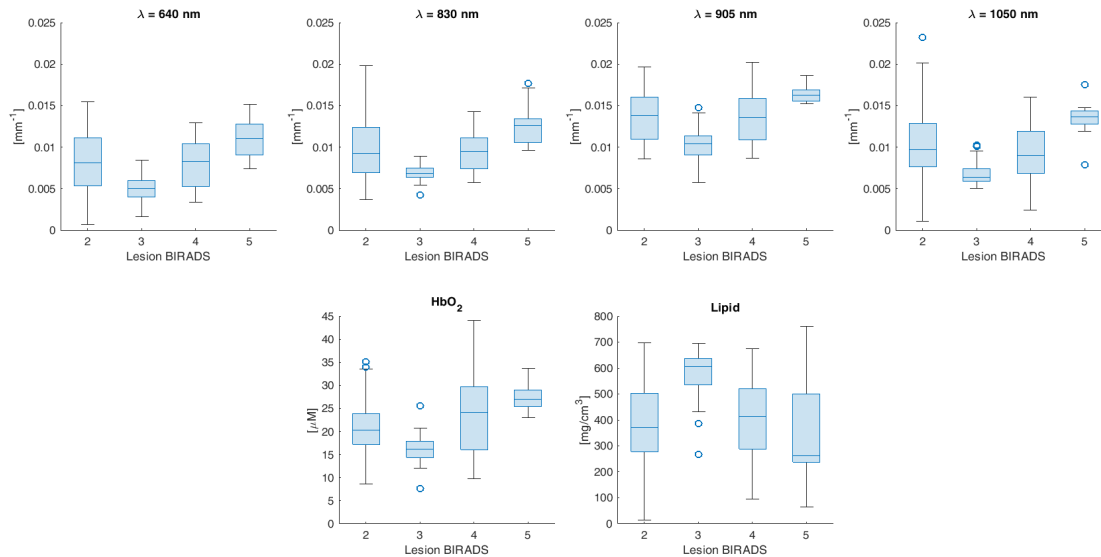 λ = 640 nm
[mm-1]
0.025
0.02
0.015
0.01
0.005
0
2 3 4 5
Lesion BIRADS
λ = 830 nm
[mm-1]
0.025
0.02
0.015
0.01
0.005
0
2 3 4 5
Lesion BIRADS
λ = 905 nm
[mm-1]
0.025
0.02
0.015
0.01
0.005
0
2 3 4 5
Lesion BIRADS
λ = 1050 nm
[mm-1]
0.025
0.02
0.015
0.01
0.005
0
2 3 4 5
Lesion BIRADS
HbO2
[μM]
45
40
35
30
25
20
15
10
5
0
2 3 4 5
Lesion BIRADS
Lipid
[mg/cm3]
800
700
600
500
400
300
200
100
0
2 3 4 5
Lesion BIRADS